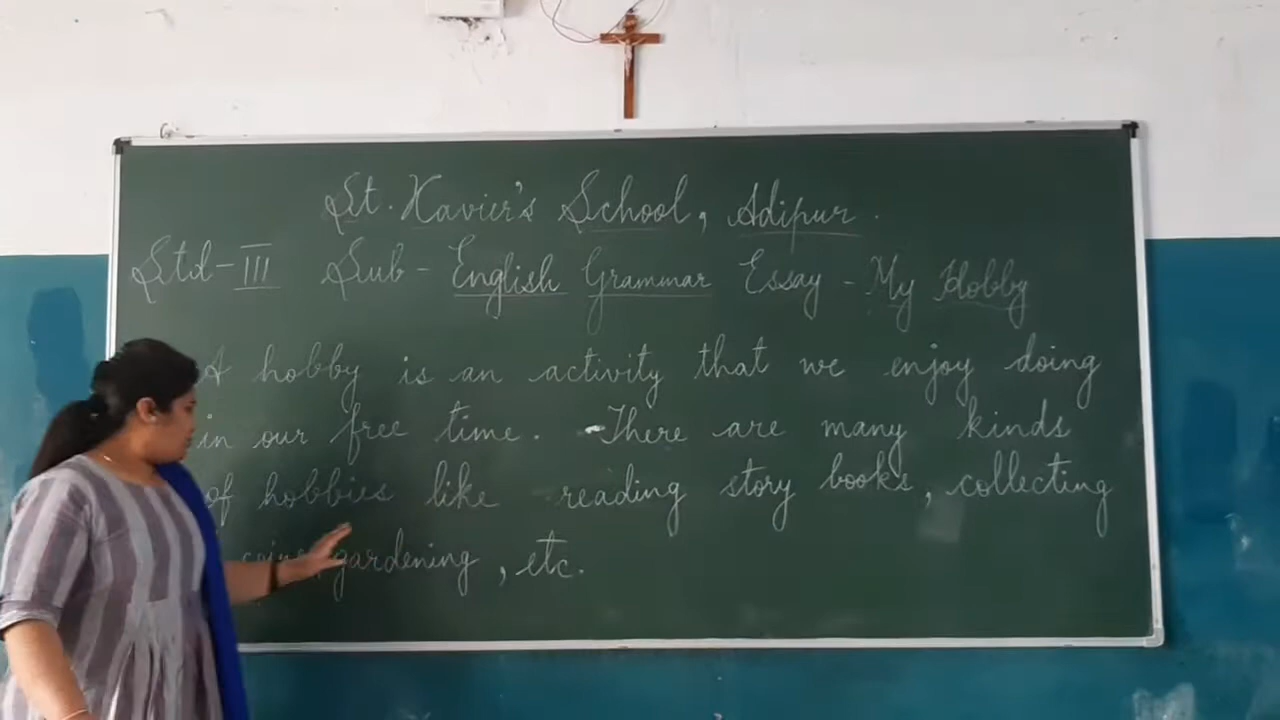 St. Xavier's School, Adipur.
Std-III Sub - English Grammar Essay - My Hobby
A hobby is an activity that we enjoy doing
in our free time. There are many kinds
of hobbies like reading story books, collecting
coins, gardening, etc.